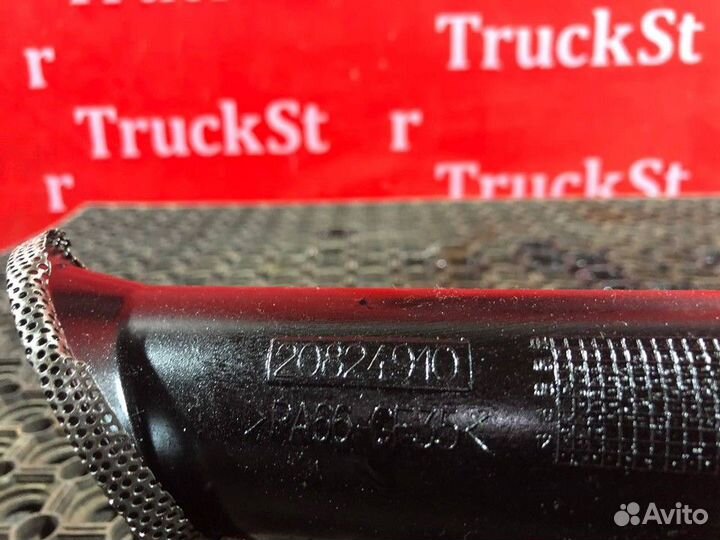 TruckSt
r
TruckSt r
r TruckSt
20824910
>PA66-GF35<
Avito